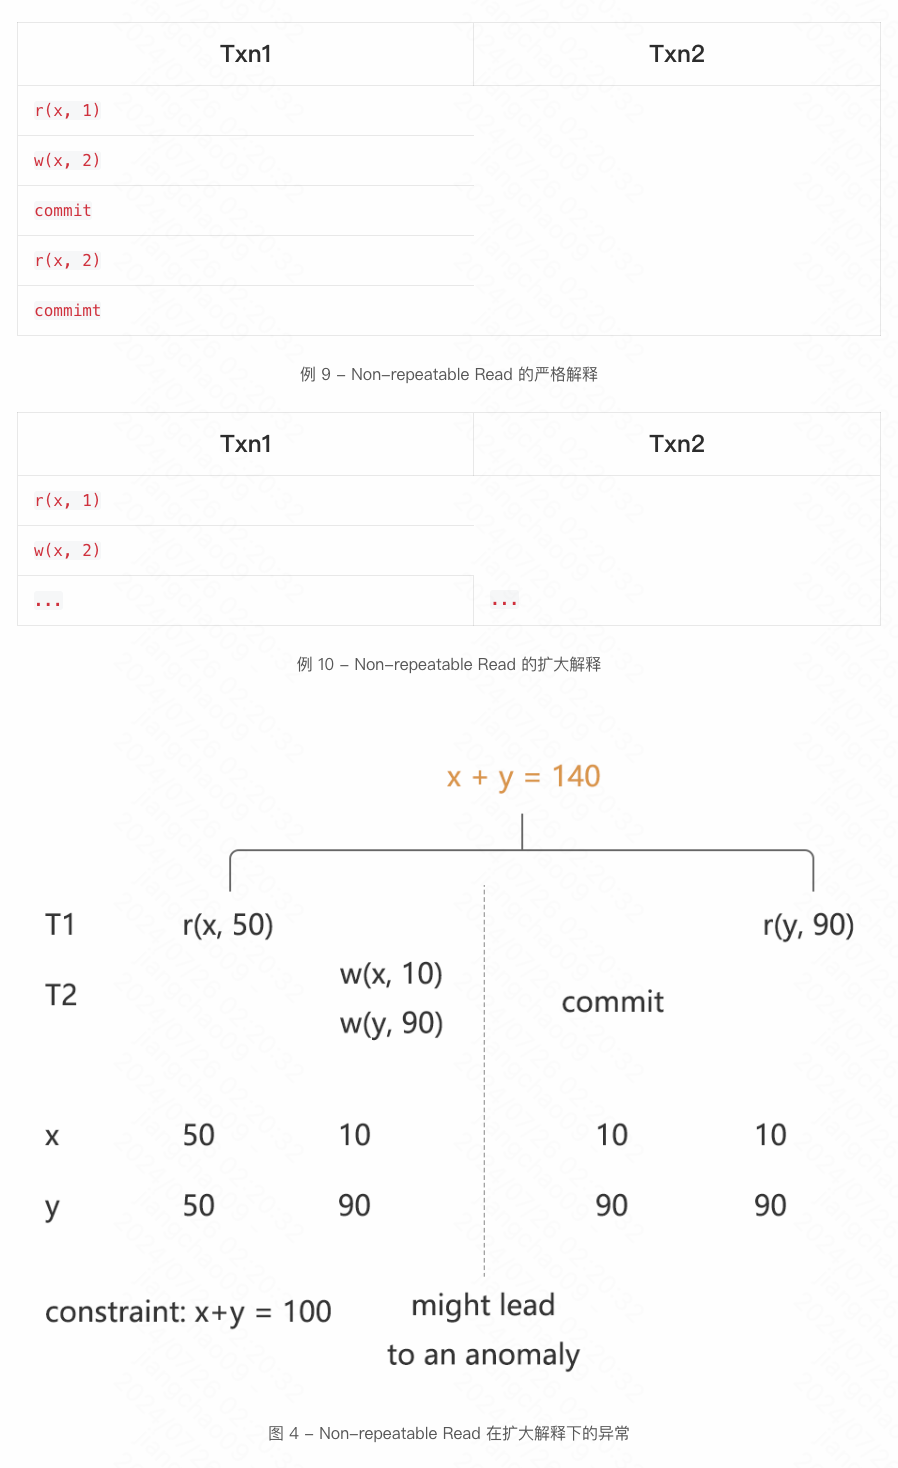 Txn1 Txn2
r(x, 1)
w(x, 2)
commit
r(x, 2)
commimt
例 9 - Non-repeatable Read 的严格解释
Txn1 Txn2
r(x, 1)
w(x, 2)
... ...
例 10 - Non-repeatable Read 的扩大解释
x + y = 140
T1 r(x, 50) r(y, 90)
w(x, 10)
T2 commit
w(y, 90)
x 50 10 10 10
y 50 90 90 90
constraint: x+y = 100
might lead
to an anomaly
图 4 - Non-repeatable Read 在扩大解释下的异常